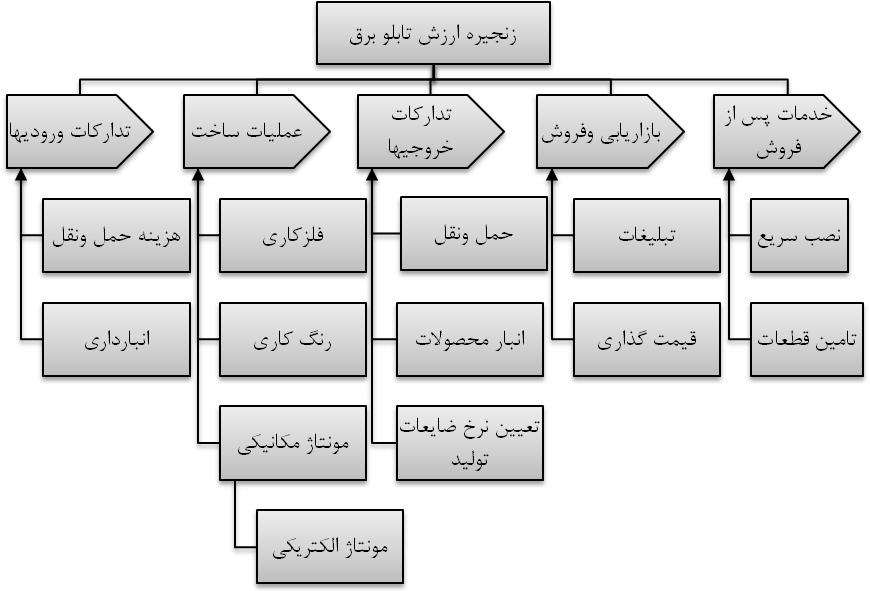 زنجیره ارزش تابلو برق
تدارکات ورودیها
عملیات ساخت
تدارکات
خروجیها
بازاریابی وفروش
خدمات پس از
فروش
هزینه حمل ونقل
فلزکاری
حمل ونقل
تبلیغات
نصب سریع
انبارداری
رنگ کاری
انبار محصولات
قیمت گذاری
تامین قطعات
مونتاژ مکانیکی
تعیین نرخ ضایعات
تولید
مونتاژ الکتریکی